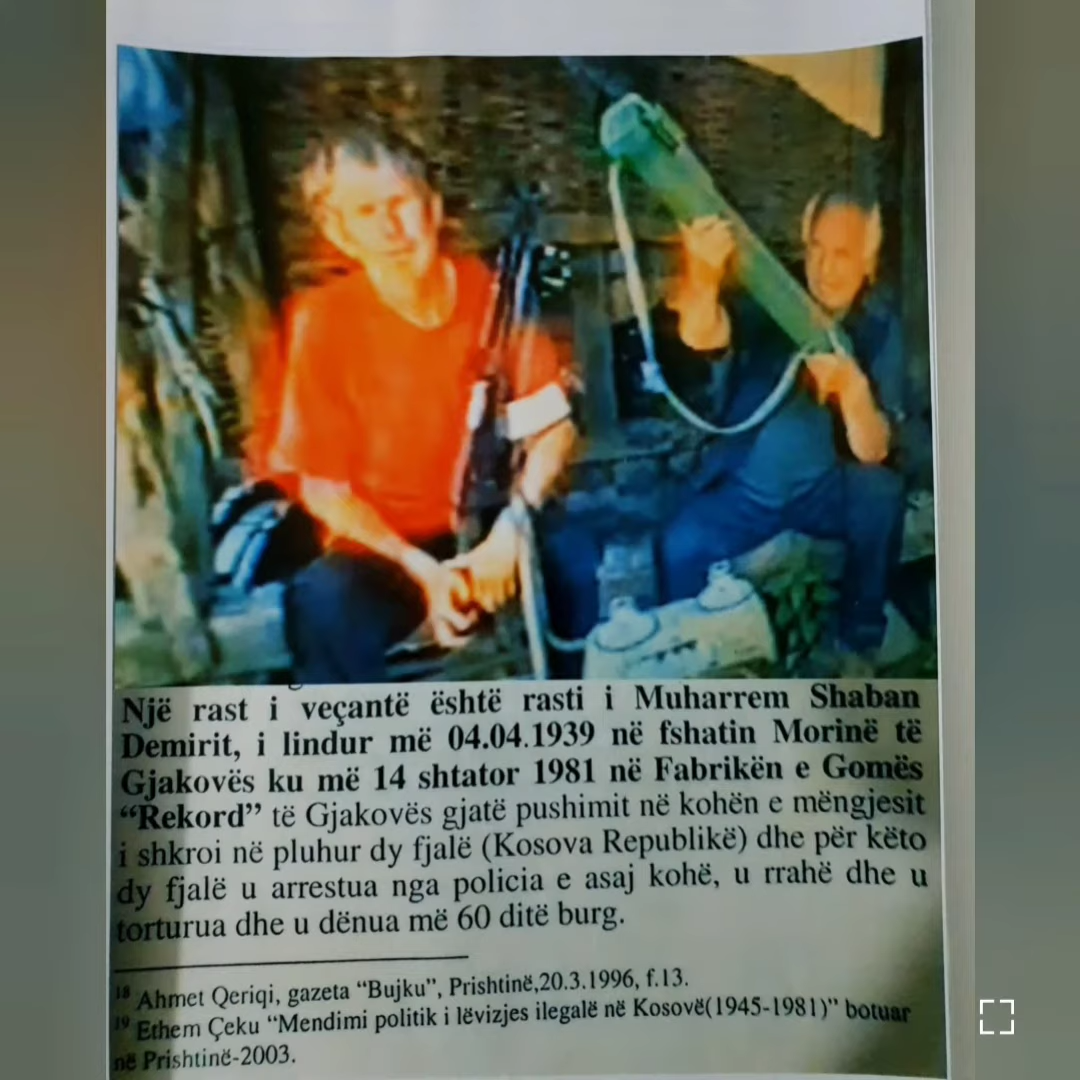 Një rast i veçantë është rasti i Muharrem Shaban
Demirit, i lindur më 04.04.1939 në fshatin Morinë të
Gjakovës ku më 14 shtator 1981 në Fabrikën e Gomës
“Rekord” të Gjakovës gjatë pushimit në kohën e mëngjesit
i shkroi në pluhur dy fjalë (Kosova Republikë) dhe për këto
dy fjalë u arrestua nga policia e asaj kohë, u rrahë dhe u
torturua dhe u dënua më 60 ditë burg.
18 Ahmet Qeriqi, gazeta “Bujku”, Prishtinë,20.3.1996, f.13.
19 Ethem Çeku “Mendimi politik i lëvizjes ilegalë në Kosovë(1945-1981)” botuar
në Prishtinë-2003.